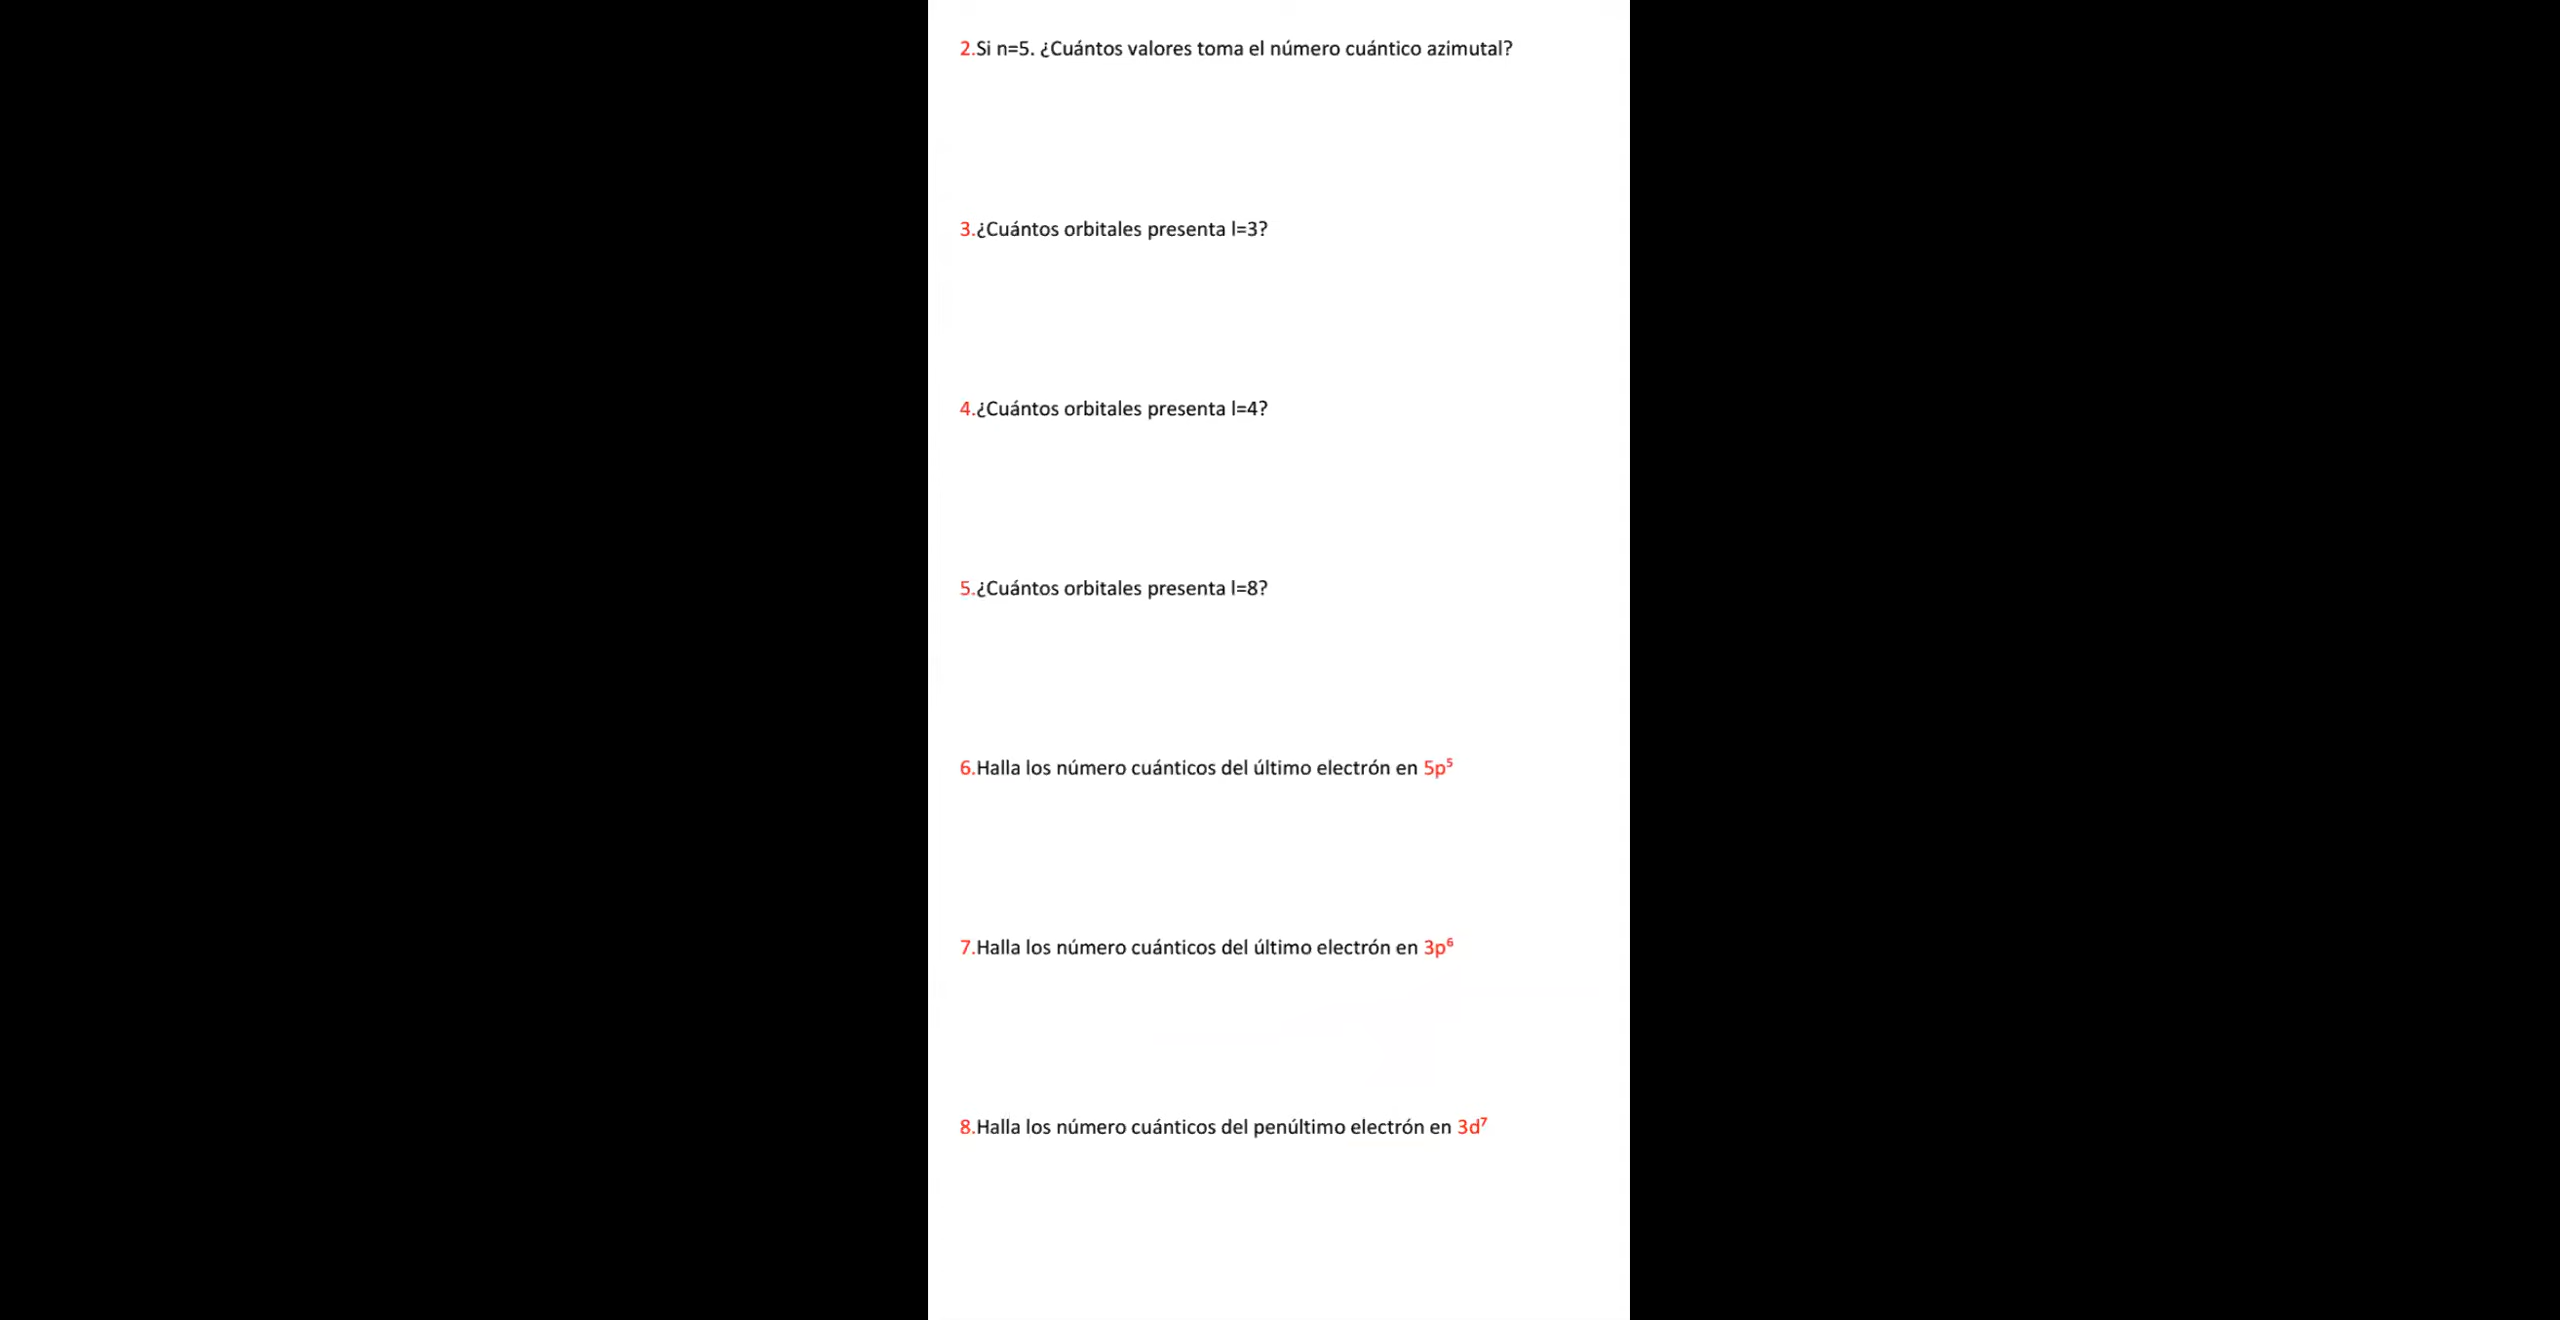 2.Si n=5. ¿Cuántos valores toma el número cuántico azimutal?
3.¿Cuántos orbitales presenta l=3?
4.¿Cuántos orbitales presenta l=4?
5.¿Cuántos orbitales presenta l=8?
6.Halla los número cuánticos del último electrón en 5p⁵
7.Halla los número cuánticos del último electrón en 3p⁶
8.Halla los número cuánticos del penúltimo electrón en 3d⁷